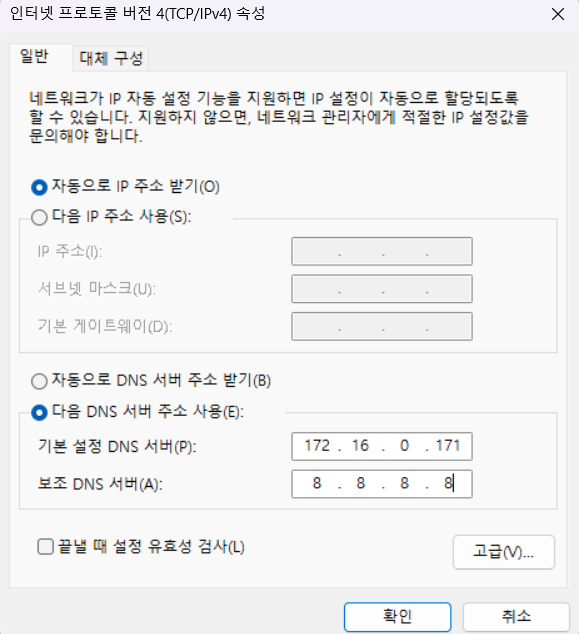 인터넷 프로토콜 버전 4(TCP/IPv4) 속성
일반
대체 구성
네트워크가 IP 자동 설정 기능을 지원하면 IP 설정이 자동으로 할당되도록
할 수 있습니다. 지원하지 않으면, 네트워크 관리자에게 적절한 IP 설정값을
문의해야 합니다.
자동으로 IP 주소 받기(O)
다음 IP 주소 사용(S):
IP 주소(I):
. . .
서브넷 마스크(U):
. . .
기본 게이트웨이(D):
. . .
자동으로 DNS 서버 주소 받기(B)
다음 DNS 서버 주소 사용(E):
기본 설정 DNS 서버(P):
172 . 16 . 0 . 171
보조 DNS 서버(A):
8 . 8 . 8 . 8
끝낼 때 설정 유효성 검사(L)
고급(V)...
확인
취소